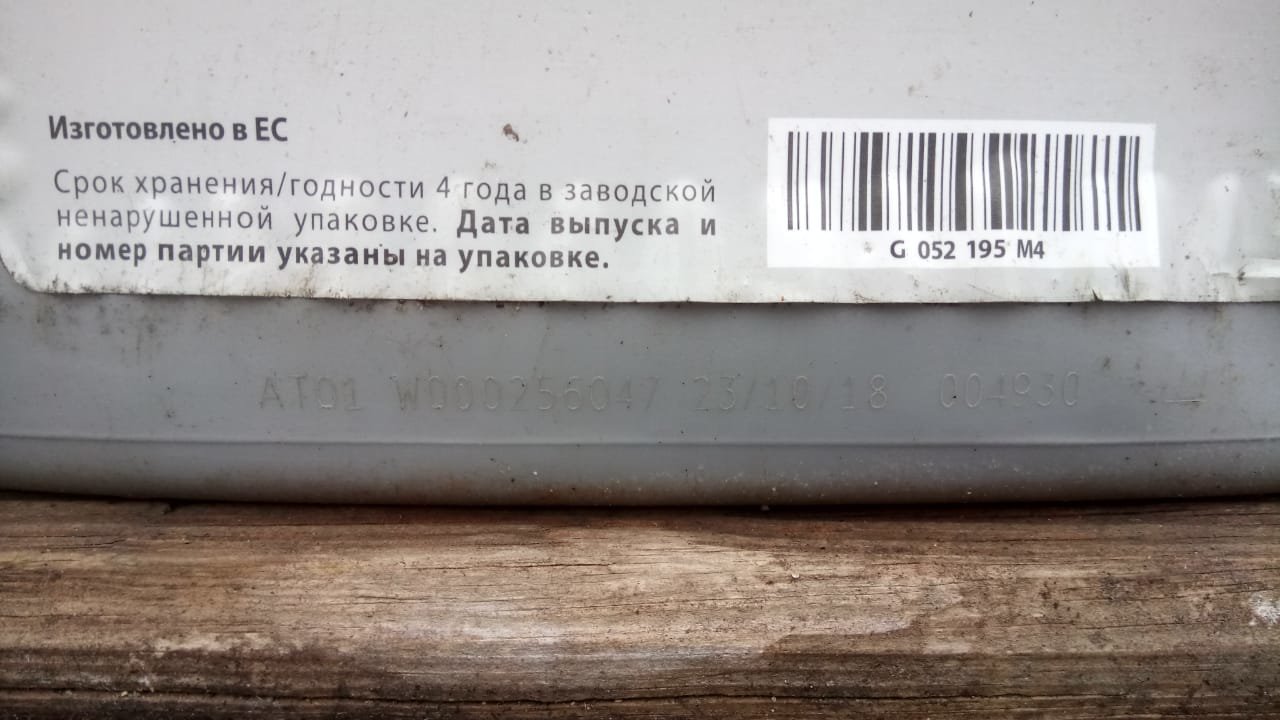 Изготовлено в ЕС
Срок хранения/годности 4 года в заводской
ненарушенной упаковке. Дата выпуска и
номер партии указаны на упаковке.
G 052 195 M4
AT01 W000256047 23/10/18 004930